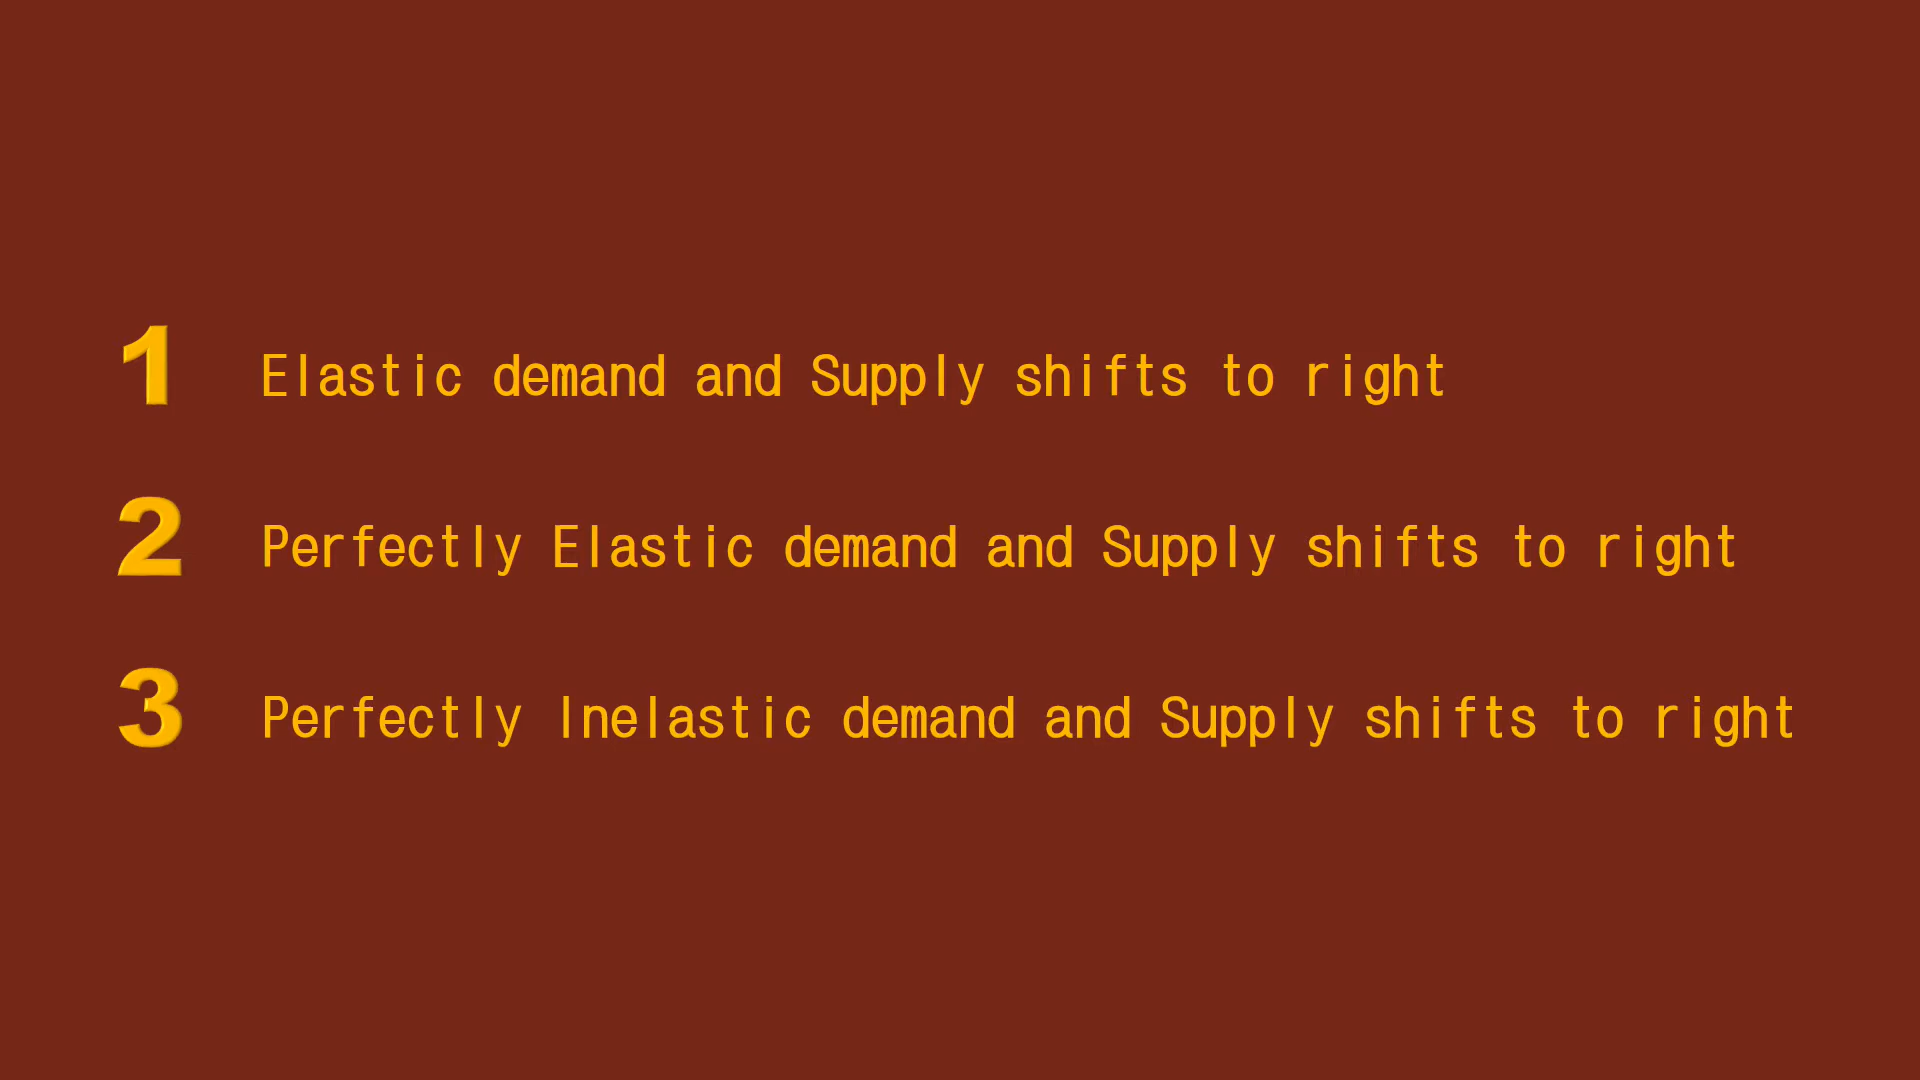 1 Elastic demand and Supply shifts to right
2 Perfectly Elastic demand and Supply shifts to right
3 Perfectly Inelastic demand and Supply shifts to right